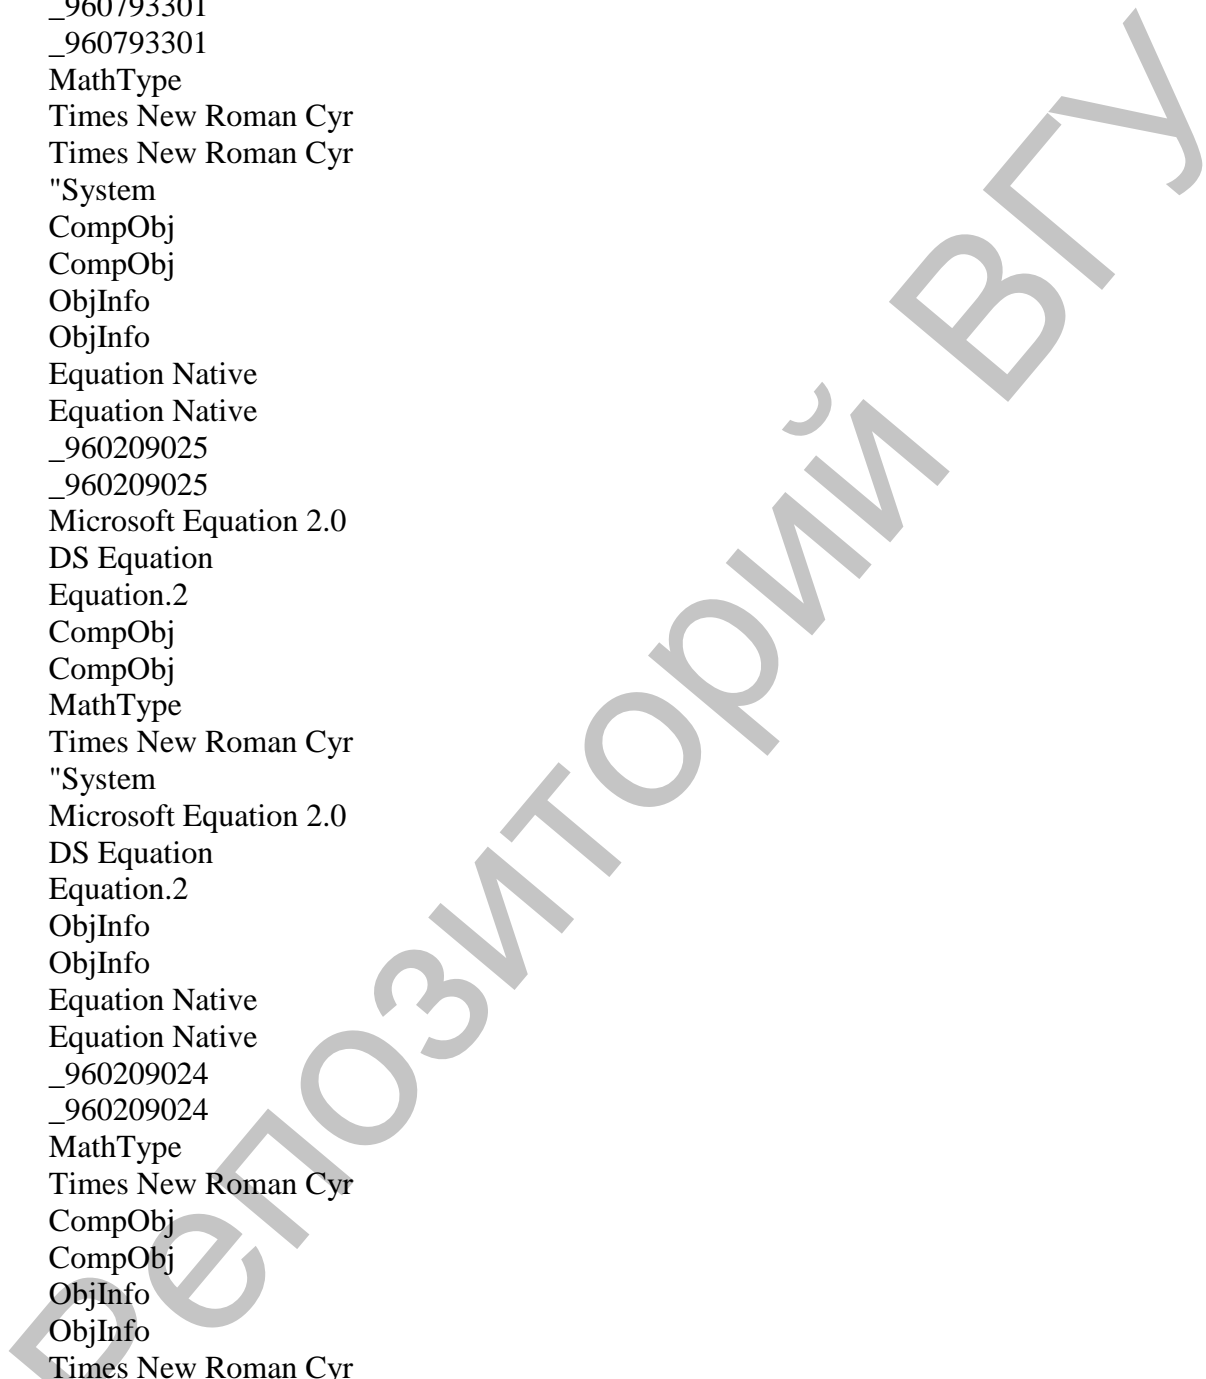 _960793301
_960793301
MathType
Times New Roman Cyr
Times New Roman Cyr
"System
CompObj
CompObj
ObjInfo
ObjInfo
Equation Native
Equation Native
_960209025
_960209025
Microsoft Equation 2.0
DS Equation
Equation.2
CompObj
CompObj
MathType
Times New Roman Cyr
"System
Microsoft Equation 2.0
DS Equation
Equation.2
ObjInfo
ObjInfo
Equation Native
Equation Native
_960209024
_960209024
MathType
Times New Roman Cyr
CompObj
CompObj
ObjInfo
ObjInfo
Times New Roman Cyr
Репозиторий ВГУ